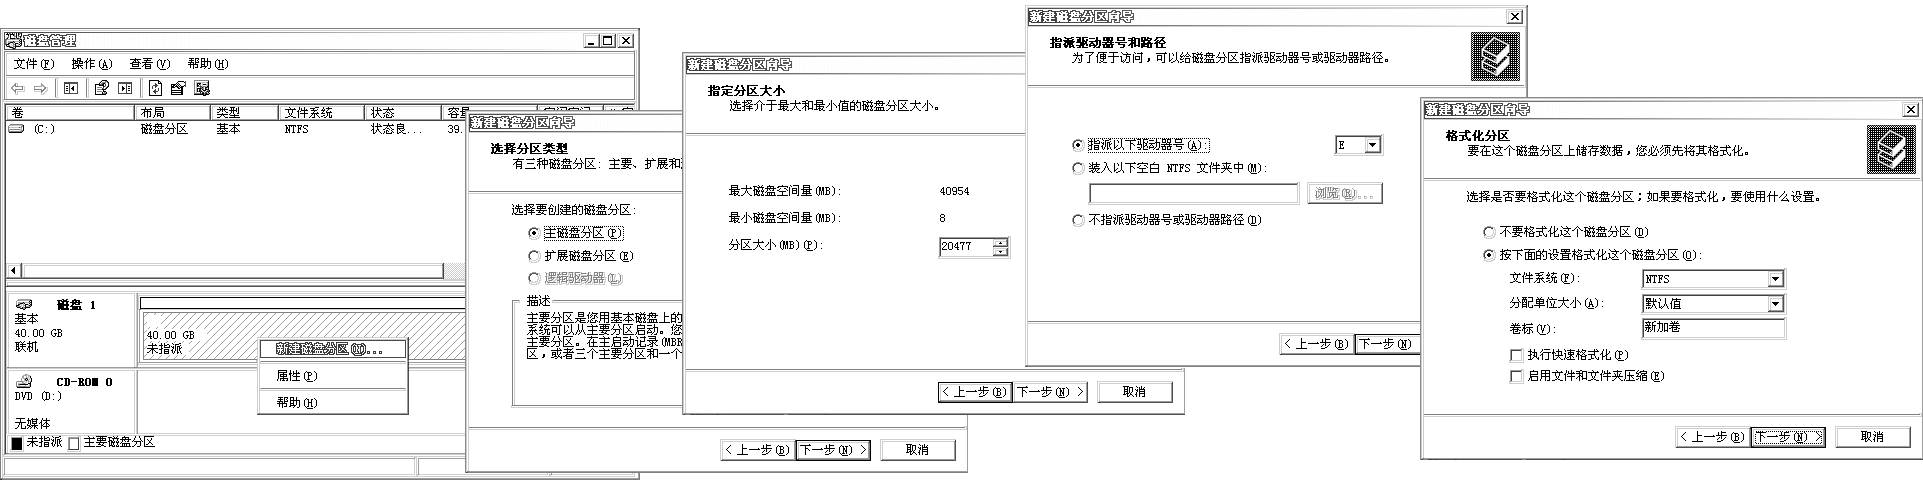 磁盘管理
文件(F) 操作(A) 查看(V) 帮助(H)
卷 布局 类型 文件系统 状态
(C:) 磁盘分区 基本 NTFS 状态良... 39.
磁盘 1
基本
40.00 GB
联机
40.00 GB
未指派
新建磁盘分区(N)...
属性(P)
帮助(H)
CD-ROM 0
DVD (D:)
无媒体
未指派 主要磁盘分区
新建磁盘分区向导
选择分区类型
有三种磁盘分区: 主要、扩展和
选择要创建的磁盘分区:
主磁盘分区(P)
扩展磁盘分区(E)
逻辑驱动器(L)
描述
主要分区是您用基本磁盘上的
系统可以从主要分区启动。您
主要分区。在主启动记录(MBR
区,或者三个主要分区和一个
< 上一步(B) 下一步(N) > 取消
新建磁盘分区向导
指定分区大小
选择介于最大和最小值的磁盘分区大小。
最大磁盘空间量(MB): 40954
最小磁盘空间量(MB): 8
分区大小(MB)(P): 20477
< 上一步(B) 下一步(N) > 取消
新建磁盘分区向导
指派驱动器号和路径
为了便于访问,可以给磁盘分区指派驱动器号或驱动器路径。
指派以下驱动器号(A): E
装入以下空白 NTFS 文件夹中(M):
浏览(R)...
不指派驱动器号或驱动器路径(D)
< 上一步(B) 下一步(N)
新建磁盘分区向导
格式化分区
要在这个磁盘分区上储存数据,您必须先将其格式化。
选择是否要格式化这个磁盘分区;如果要格式化,要使用什么设置。
不要格式化这个磁盘分区(D)
按下面的设置格式化这个磁盘分区(O):
文件系统(F): NTFS
分配单位大小(A): 默认值
卷标(V): 新加卷
执行快速格式化(P)
启用文件和文件夹压缩(E)
< 上一步(B) 下一步(N) > 取消